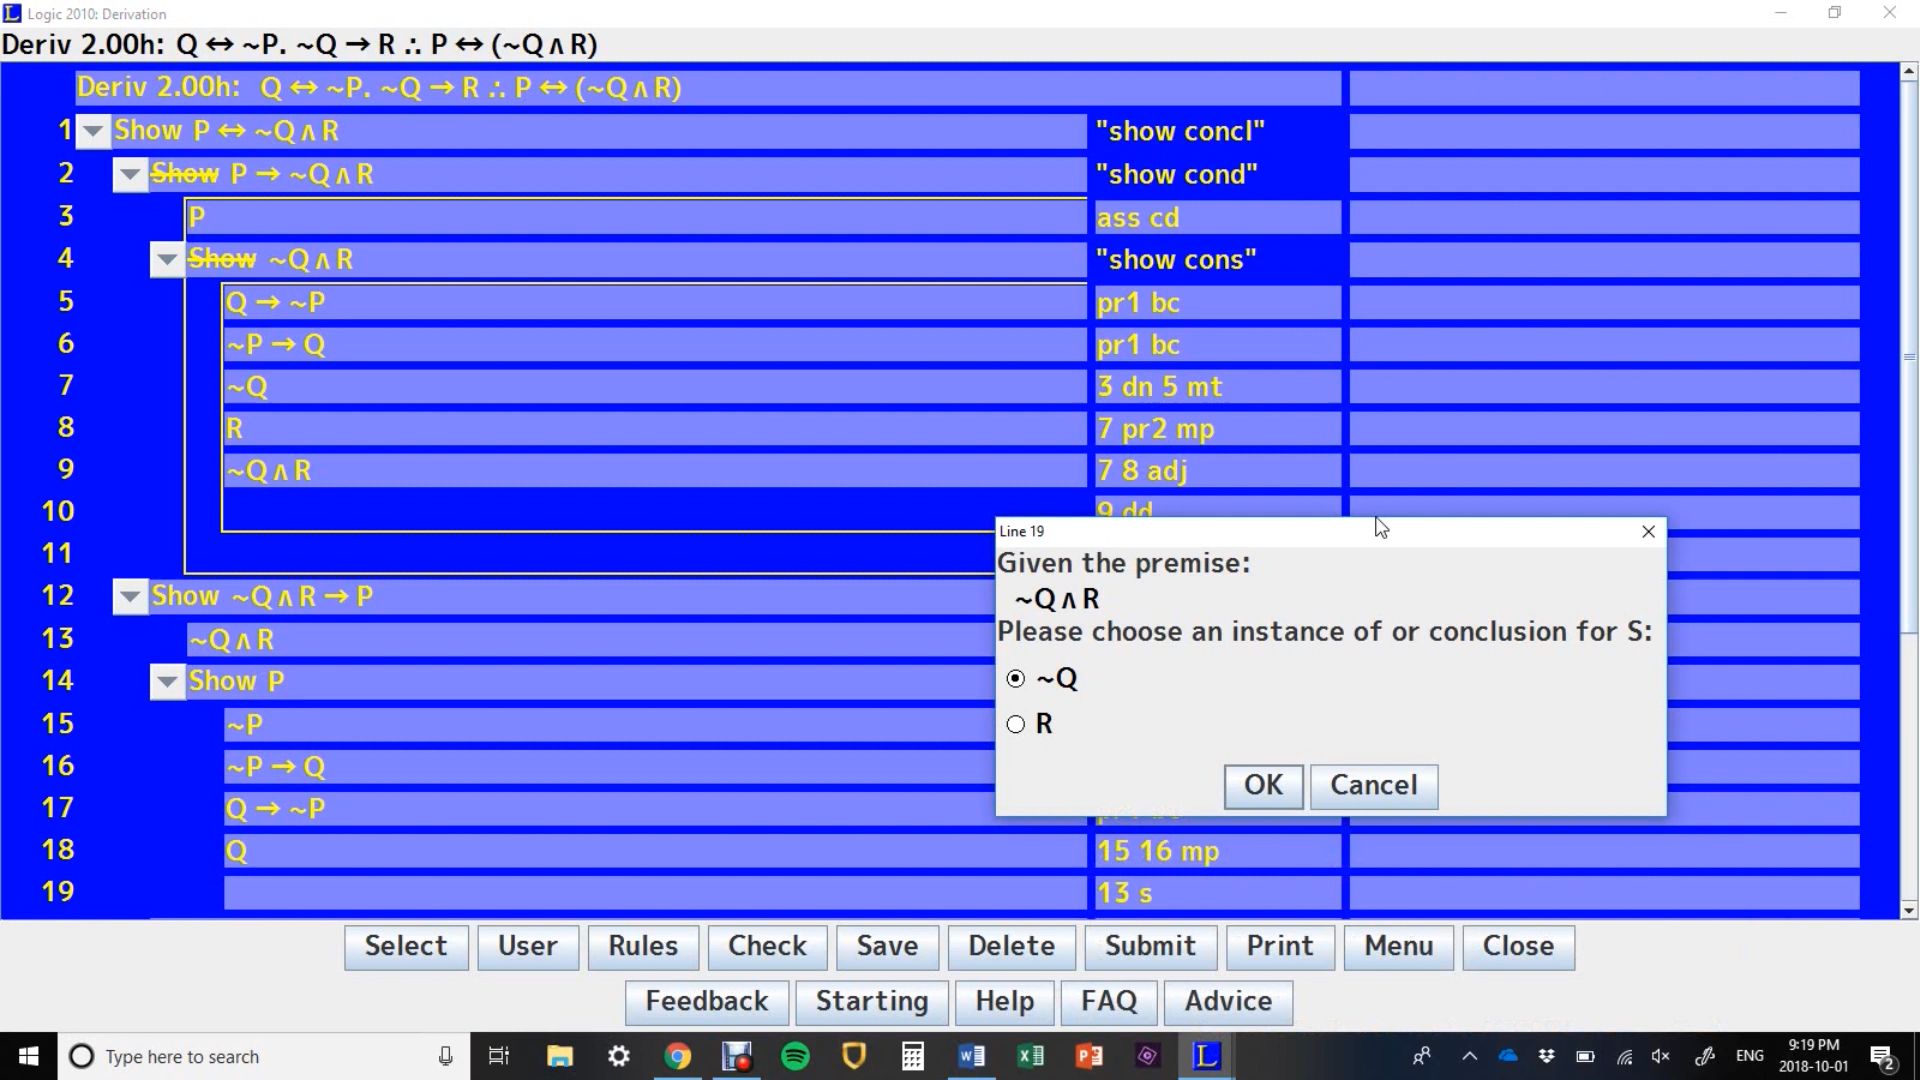 Logic 2010: Derivation
Deriv 2.00h: Q ↔ ~P. ~Q → R ∴ P ↔ (~Q ∧ R)
Deriv 2.00h: Q ↔ ~P. ~Q → R ∴ P ↔ (~Q ∧ R)
1 Show P ↔ ~Q ∧ R "show concl"
2 Show P → ~Q ∧ R "show cond"
3 P ass cd
4 Show ~Q ∧ R "show cons"
5 Q → ~P pr1 bc
6 ~P → Q pr1 bc
7 ~Q 3 dn 5 mt
8 R 7 pr2 mp
9 ~Q ∧ R 7 8 adj
10 9 dd
11
12 Show ~Q ∧ R → P
13 ~Q ∧ R
14 Show P
15 ~P
16 ~P → Q
17 Q → ~P
18 Q 15 16 mp
19 13 s
Line 19
Given the premise:
~Q ∧ R
Please choose an instance of or conclusion for S:
~Q
R
OK Cancel
Select User Rules Check Save Delete Submit Print Menu Close
Feedback Starting Help FAQ Advice
Type here to search
ENG
9:19 PM
2018-10-01
2